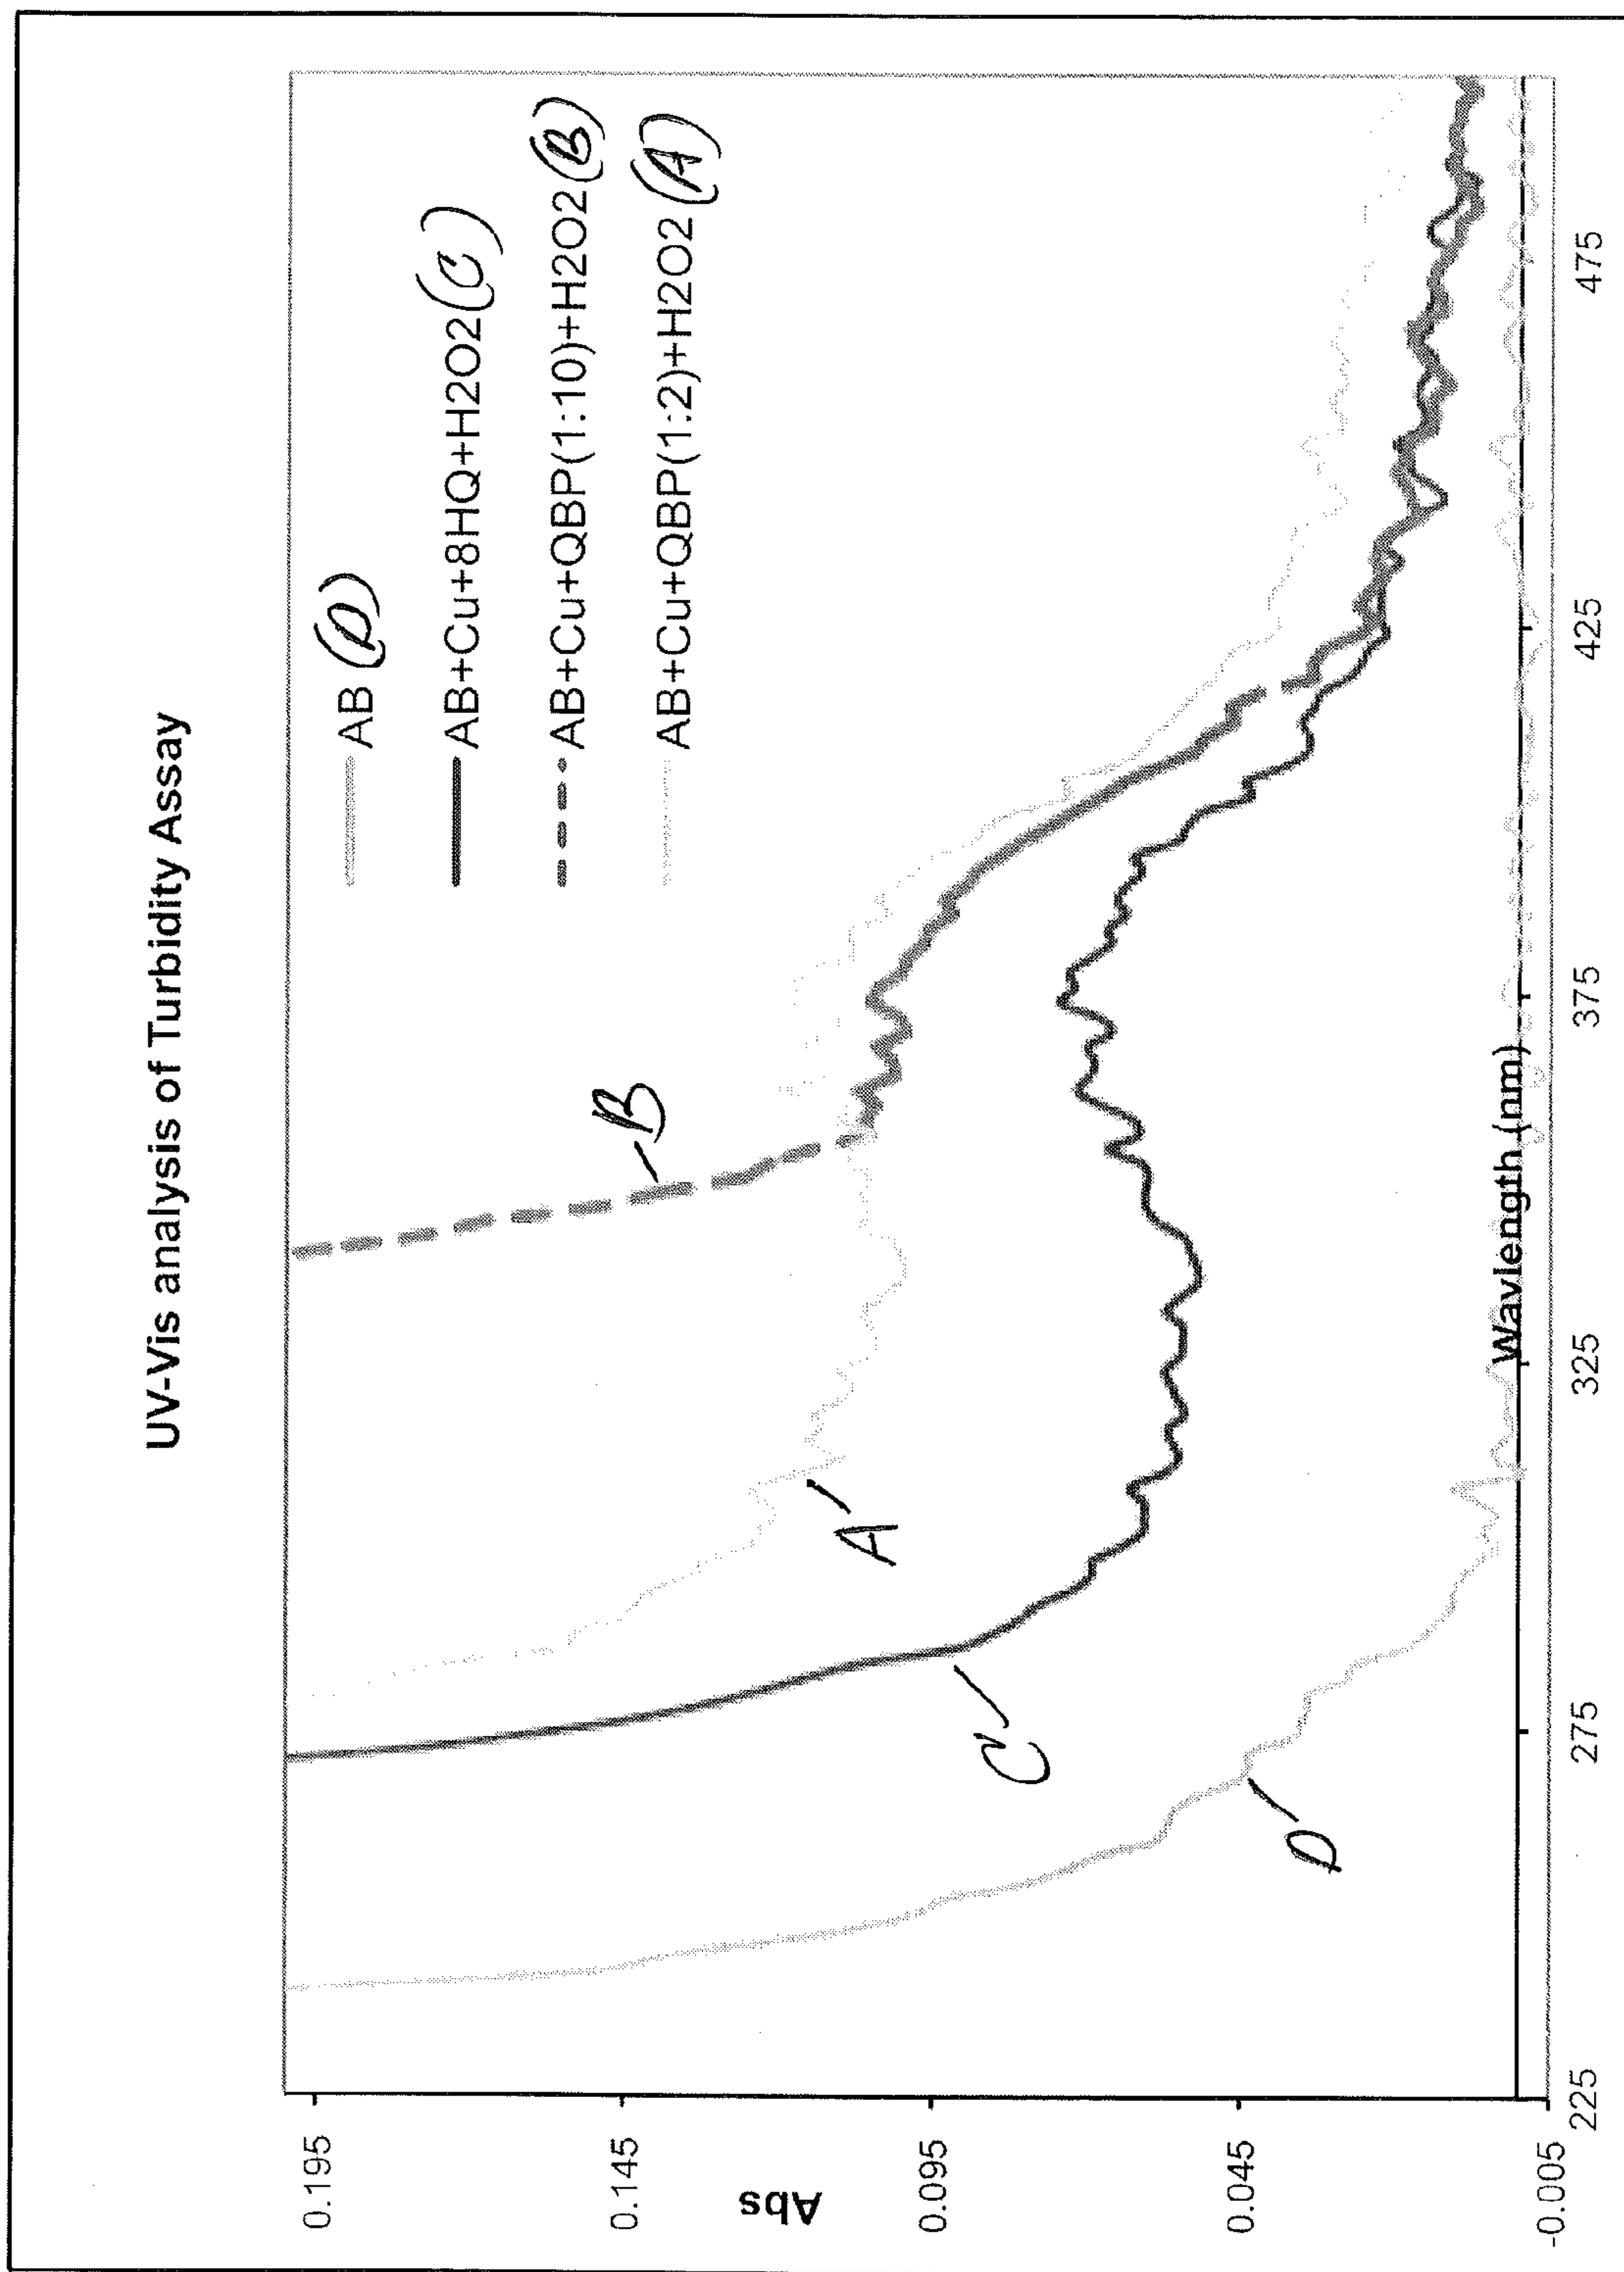 UV-Vis analysis of Turbidity Assay
AB (D)
AB+Cu+8HQ+H2O2 (C)
AB+Cu+QBP(1:10)+H2O2 (B)
AB+Cu+QBP(1:2)+H2O2 (A)
B
A
C
D
Abs
0.195
0.145
0.095
0.045
-0.005
225
275
325
375
425
475
Wavlength (nm)